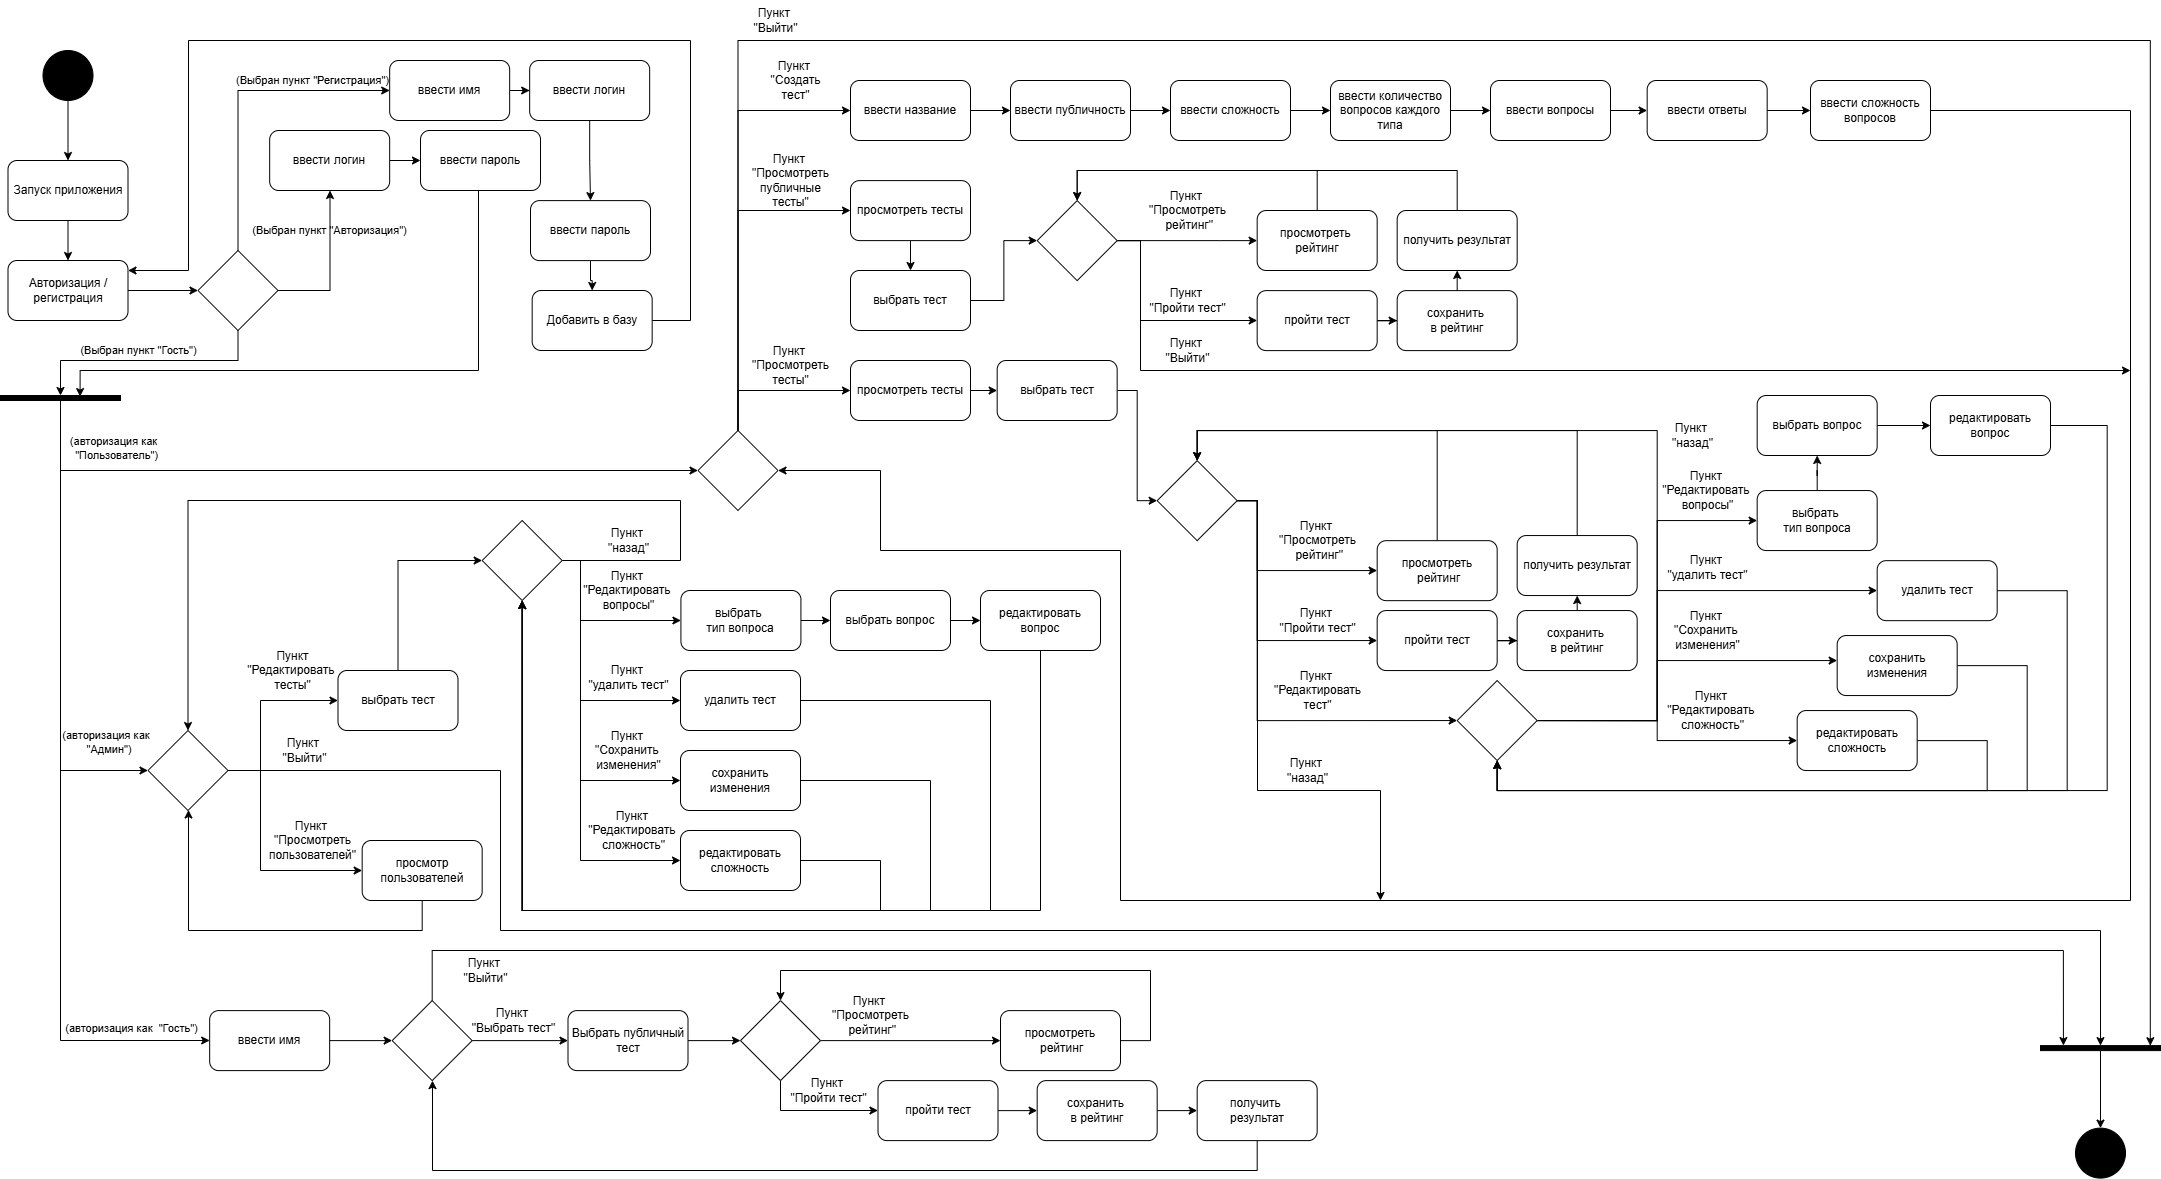 Запуск приложения
Авторизация /
регистрация
(Выбран пункт "Регистрация")
ввести имя
ввести логин
ввести логин
ввести пароль
(Выбран пункт "Авторизация")
ввести пароль
Добавить в базу
(Выбран пункт "Гость")
(авторизация как
"Пользователь")
Пункт
"Выйти"
Пункт
"Создать
тест"
ввести название
ввести публичность
ввести сложность
ввести количество
вопросов каждого
типа
ввести вопросы
ввести ответы
ввести сложность
вопросов
Пункт
"Просмотреть
публичные
тесты"
просмотреть тесты
выбрать тест
Пункт
"Просмотреть
рейтинг"
просмотреть
рейтинг
получить результат
Пункт
"Пройти тест"
пройти тест
сохранить
в рейтинг
Пункт
"Выйти"
Пункт
"Просмотреть
тесты"
просмотреть тесты
выбрать тест
Пункт
"Просмотреть
рейтинг"
просмотреть
рейтинг
получить результат
Пункт
"Пройти тест"
пройти тест
сохранить
в рейтинг
Пункт
"Редактировать
тест"
Пункт
"назад"
Пункт
"назад"
выбрать вопрос
редактировать
вопрос
Пункт
"Редактировать
вопросы"
выбрать
тип вопроса
Пункт
"удалить тест"
удалить тест
Пункт
"Сохранить
изменения"
сохранить
изменения
Пункт
"Редактировать
сложность"
редактировать
сложность
Пункт
"назад"
Пункт
"Редактировать
вопросы"
выбрать
тип вопроса
выбрать вопрос
редактировать
вопрос
Пункт
"удалить тест"
удалить тест
Пункт
"Сохранить
изменения"
сохранить
изменения
Пункт
"Редактировать
сложность"
редактировать
сложность
Пункт
"Редактировать
тесты"
выбрать тест
(авторизация как
"Админ")
Пункт
"Выйти"
Пункт
"Просмотреть
пользователей"
просмотр
пользователей
(авторизация как "Гость")
ввести имя
Пункт
"Выйти"
Пункт
"Выбрать тест"
Выбрать публичный
тест
Пункт
"Просмотреть
рейтинг"
просмотреть
рейтинг
Пункт
"Пройти тест"
пройти тест
сохранить
в рейтинг
получить
результат